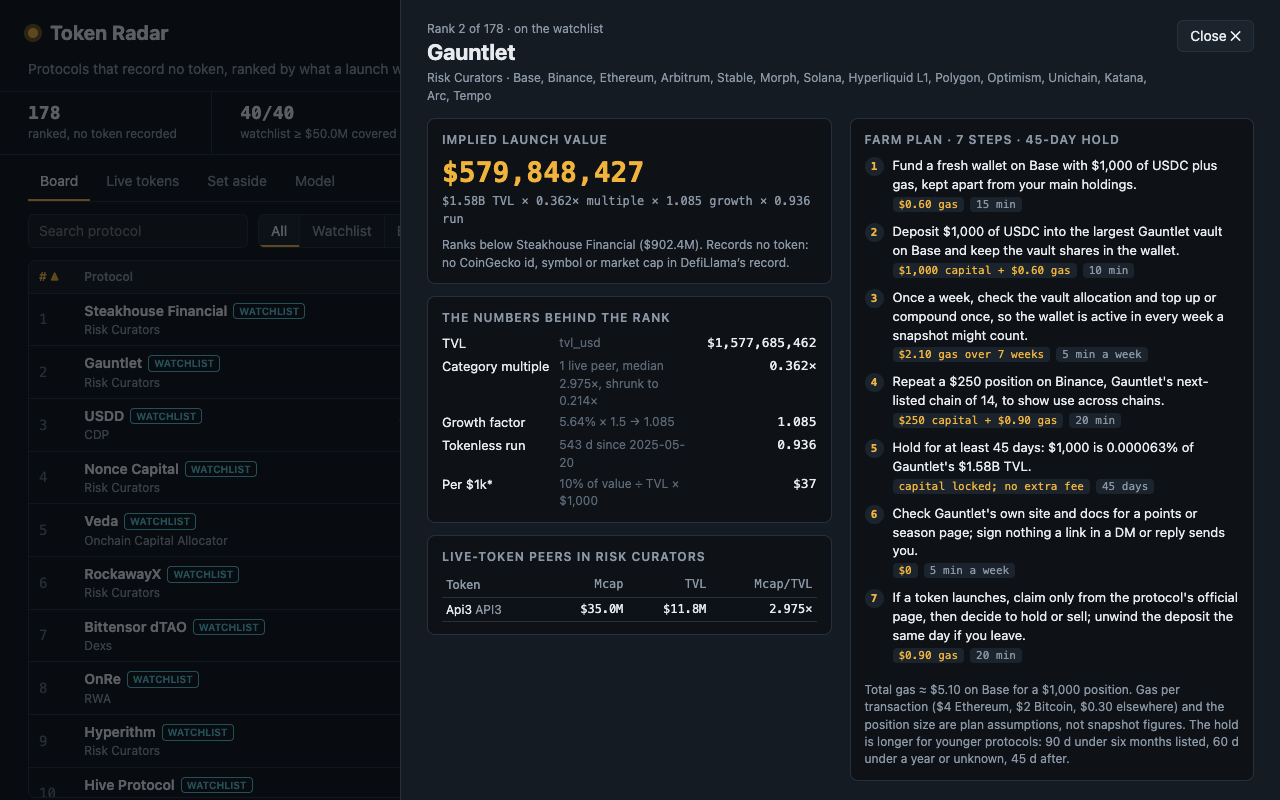 Token Radar
Protocols that record no token, ranked by what a launch w
178
ranked, no token recorded
40/40
watchlist ≥ $50.0M covered
Board
Live tokens
Set aside
Model
Search protocol
All
Watchlist
# ▲
Protocol
1
Steakhouse Financial
WATCHLIST
Risk Curators
2
Gauntlet
WATCHLIST
Risk Curators
3
USDD
WATCHLIST
CDP
4
Nonce Capital
WATCHLIST
Risk Curators
5
Veda
WATCHLIST
Onchain Capital Allocator
6
RockawayX
WATCHLIST
Risk Curators
7
Bittensor dTAO
WATCHLIST
Dexs
8
OnRe
WATCHLIST
RWA
9
Hyperithm
WATCHLIST
Risk Curators
10
Hive Protocol
WATCHLIST
Rank 2 of 178 · on the watchlist
Gauntlet
Risk Curators · Base, Binance, Ethereum, Arbitrum, Stable, Morph, Solana, Hyperliquid L1, Polygon, Optimism, Unichain, Katana,
Arc, Tempo
Close ✕
IMPLIED LAUNCH VALUE
$579,848,427
$1.58B TVL × 0.362× multiple × 1.085 growth × 0.936
run
Ranks below Steakhouse Financial ($902.4M). Records no token:
no CoinGecko id, symbol or market cap in DefiLlama's record.
THE NUMBERS BEHIND THE RANK
TVL
tvl_usd
$1,577,685,462
Category multiple
1 live peer, median
2.975×, shrunk to
0.214×
0.362×
Growth factor
5.64% × 1.5 → 1.085
1.085
Tokenless run
543 d since 2025-05-
20
0.936
Per $1k*
10% of value ÷ TVL ×
$1,000
$37
LIVE-TOKEN PEERS IN RISK CURATORS
Token
Mcap
TVL
Mcap/TVL
Api3 API3
$35.0M
$11.8M
2.975×
FARM PLAN · 7 STEPS · 45-DAY HOLD
1
Fund a fresh wallet on Base with $1,000 of USDC plus
gas, kept apart from your main holdings.
$0.60 gas
15 min
2
Deposit $1,000 of USDC into the largest Gauntlet vault
on Base and keep the vault shares in the wallet.
$1,000 capital + $0.60 gas
10 min
3
Once a week, check the vault allocation and top up or
compound once, so the wallet is active in every week a
snapshot might count.
$2.10 gas over 7 weeks
5 min a week
4
Repeat a $250 position on Binance, Gauntlet's next-
listed chain of 14, to show use across chains.
$250 capital + $0.90 gas
20 min
5
Hold for at least 45 days: $1,000 is 0.000063% of
Gauntlet's $1.58B TVL.
capital locked; no extra fee
45 days
6
Check Gauntlet's own site and docs for a points or
season page; sign nothing a link in a DM or reply sends
you.
$0
5 min a week
7
If a token launches, claim only from the protocol's official
page, then decide to hold or sell; unwind the deposit the
same day if you leave.
$0.90 gas
20 min
Total gas ≈ $5.10 on Base for a $1,000 position. Gas per
transaction ($4 Ethereum, $2 Bitcoin, $0.30 elsewhere) and the
position size are plan assumptions, not snapshot figures. The hold
is longer for younger protocols: 90 d under six months listed, 60 d
under a year or unknown, 45 d after.